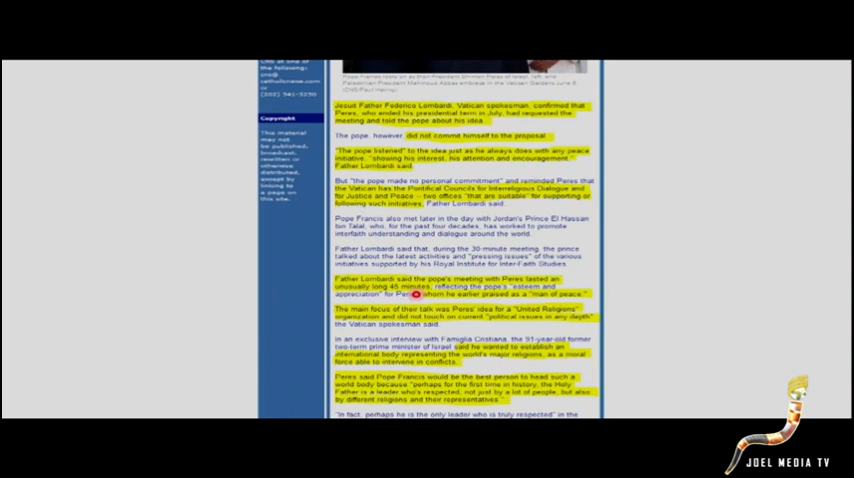 CNS at one of
the following:
cns@
catholicnews.com
or
(202) 541-3250
Copyright
This material
may not
be published,
broadcast,
rewritten or
otherwise
distributed,
except by
linking to
a page on
this site.
Pope Francis looks on as then-President Shimon Peres of Israel, left, and
Palestinian President Mahmoud Abbas embrace in the Vatican Gardens June 8.
(CNS/Paul Haring)
Jesuit Father Federico Lombardi, Vatican spokesman, confirmed that
Peres, who ended his presidential term in July, had requested the
meeting and told the pope about his idea.
The pope, however, did not commit himself to the proposal.
"The pope listened" to the idea just as he always does with any peace
initiative, "showing his interest, his attention and encouragement,"
Father Lombardi said.
But "the pope made no personal commitment" and reminded Peres that
the Vatican has the Pontifical Councils for Interreligious Dialogue and
for Justice and Peace -- two offices "that are suitable" for supporting or
following such initiatives, Father Lombardi said.
Pope Francis also met later in the day with Jordan's Prince El Hassan
bin Talal, who, for the past four decades, has worked to promote
interfaith understanding and dialogue around the world.
Father Lombardi said that, during the 30-minute meeting, the prince
talked about the latest activities and "pressing issues" of the various
initiatives supported by his Royal Institute for Inter-Faith Studies.
Father Lombardi said the pope's meeting with Peres lasted an
unusually long 45 minutes, reflecting the pope's "esteem and
appreciation" for whom he earlier praised as a "man of peace."
The main focus of their talk was Peres' idea for a "United Religions"
organization and did not touch on current "political issues in any depth"
the Vatican spokesman said.
In an exclusive interview with Famiglia Cristiana, the 91-year-old former
two-term prime minister of Israel said he wanted to establish an
international body representing the world's major religions, as a moral
force able to intervene in conflicts.
Peres said Pope Francis would be the best person to head such a
world body because "perhaps for the first time in history, the Holy
Father is a leader who's respected, not just by a lot of people, but also
by different religions and their representatives."
"In fact, perhaps he is the only leader who is truly respected" in the
JOEL MEDIA TV